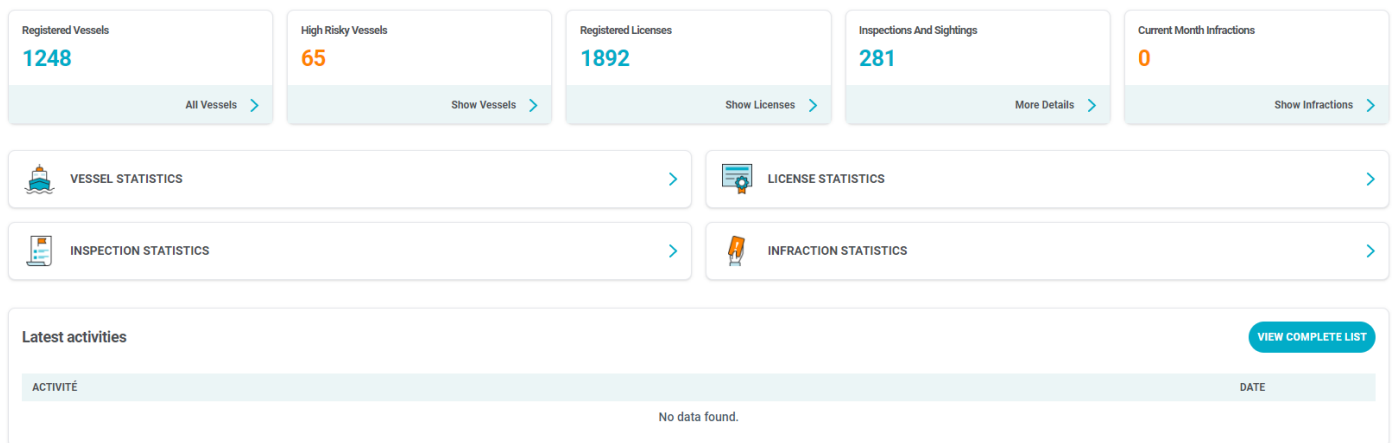 Registered Vessels
1248
All Vessels
High Risky Vessels
65
Show Vessels
Registered Licenses
1892
Show Licenses
Inspections And Sightings
281
More Details
Current Month Infractions
0
Show Infractions
VESSEL STATISTICS
LICENSE STATISTICS
INSPECTION STATISTICS
INFRACTION STATISTICS
Latest activities
VIEW COMPLETE LIST
ACTIVITÉ DATE
No data found.